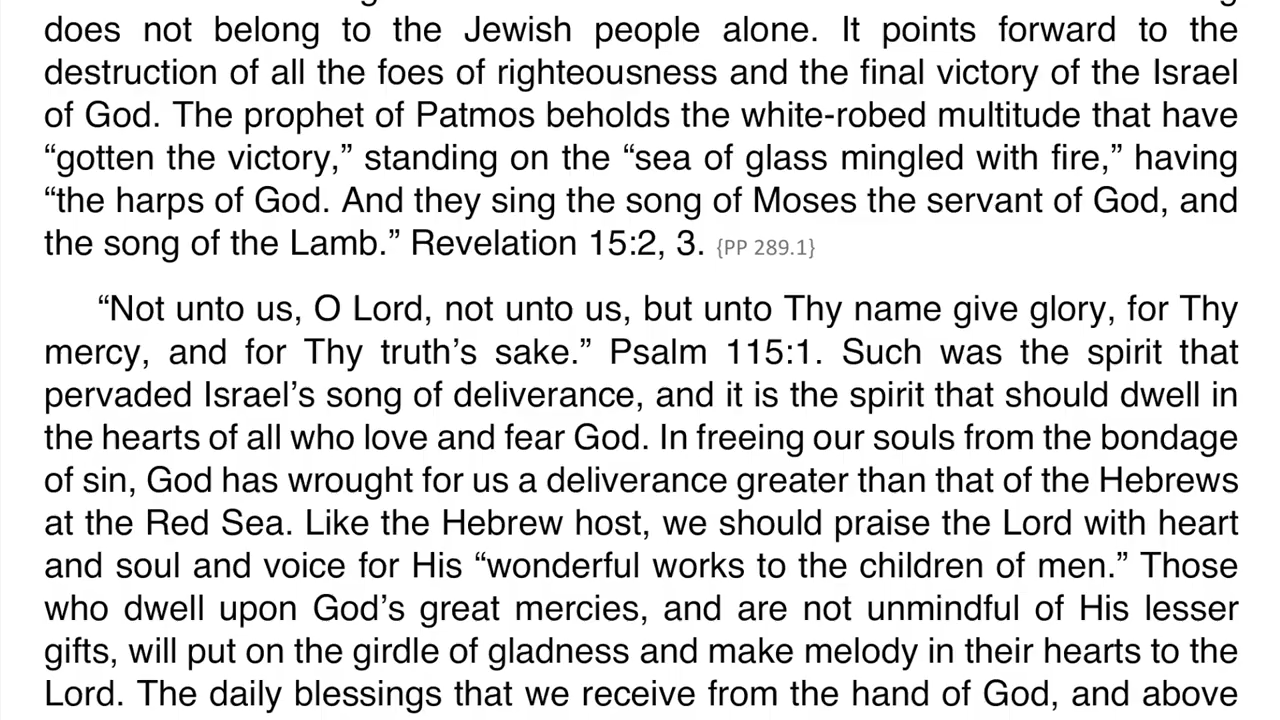 does not belong to the Jewish people alone. It points forward to the
destruction of all the foes of righteousness and the final victory of the Israel
of God. The prophet of Patmos beholds the white-robed multitude that have
“gotten the victory,” standing on the “sea of glass mingled with fire,” having
“the harps of God. And they sing the song of Moses the servant of God, and
the song of the Lamb.” Revelation 15:2, 3. {PP 289.1}
“Not unto us, O Lord, not unto us, but unto Thy name give glory, for Thy
mercy, and for Thy truth’s sake.” Psalm 115:1. Such was the spirit that
pervaded Israel’s song of deliverance, and it is the spirit that should dwell in
the hearts of all who love and fear God. In freeing our souls from the bondage
of sin, God has wrought for us a deliverance greater than that of the Hebrews
at the Red Sea. Like the Hebrew host, we should praise the Lord with heart
and soul and voice for His “wonderful works to the children of men.” Those
who dwell upon God’s great mercies, and are not unmindful of His lesser
gifts, will put on the girdle of gladness and make melody in their hearts to the
Lord. The daily blessings that we receive from the hand of God, and above